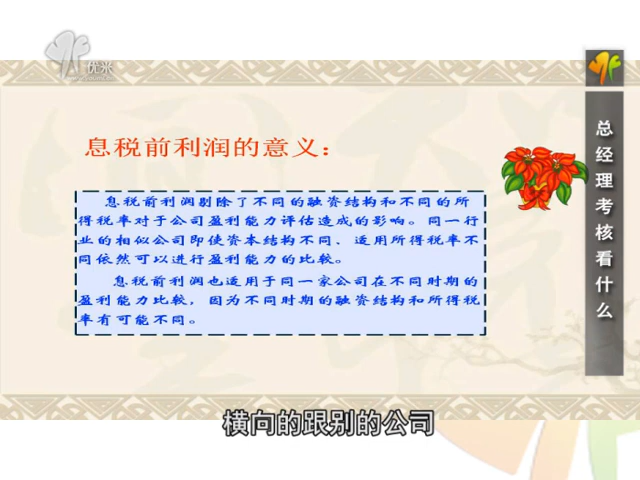 优米
息税前利润的意义：
息税前利润剔除了不同的融资结构和不同的所
得税率对于公司盈利能力评估造成的影响。同一行
业的相似公司即使资本结构不同、适用所得税率不
同依然可以进行盈利能力的比较。
息税前利润也适用于同一家公司在不同时期的
盈利能力比较，因为不同时期的融资结构和所得税
率有可能不同。
总经理考核看什么
横向的跟别的公司